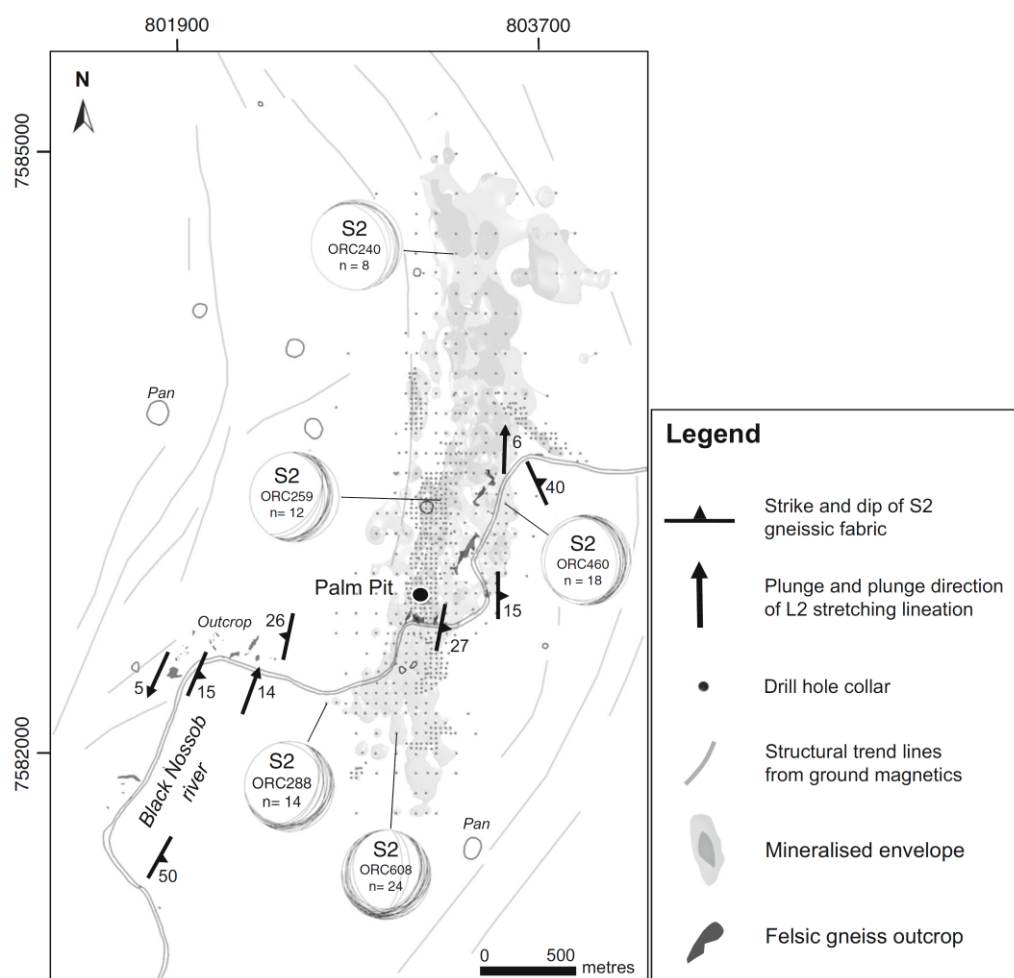 801900
803700
N
7585000
S2
ORC240
n = 8
Pan
6
40
S2
ORC259
n= 12
S2
ORC460
n = 18
Palm Pit
15
Outcrop
26
27
5
15
14
7582000
Black Nossob
river
S2
ORC288
n= 14
S2
ORC608
n= 24
Pan
50
0 500
metres
Legend
Strike and dip of S2
gneissic fabric
Plunge and plunge direction
of L2 stretching lineation
Drill hole collar
Structural trend lines
from ground magnetics
Mineralised envelope
Felsic gneiss outcrop